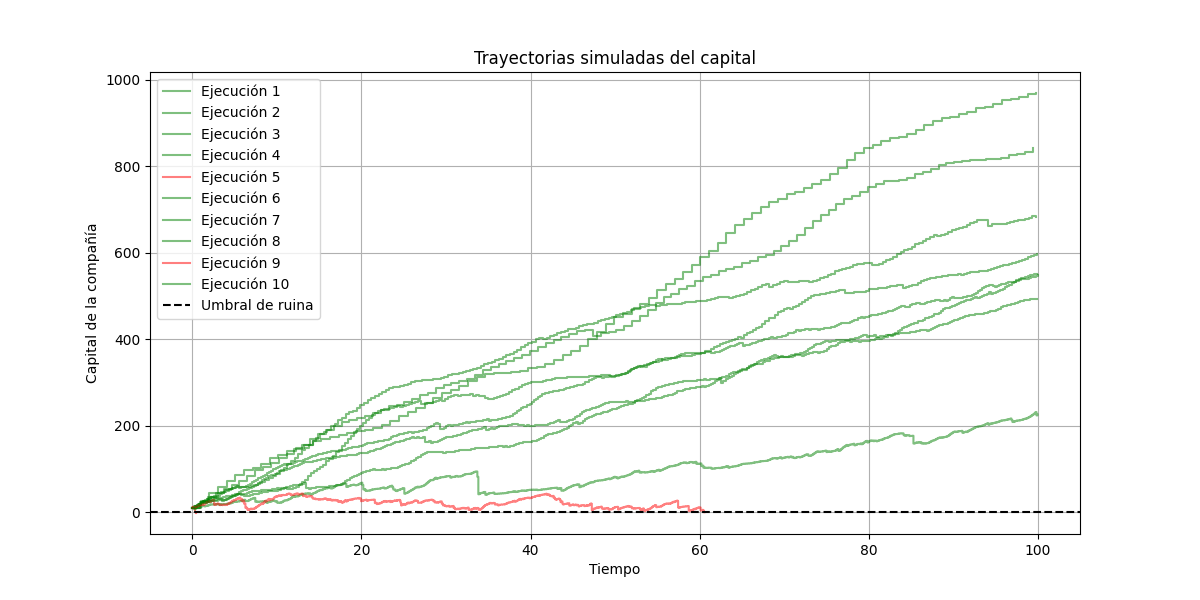 Trayectorias simuladas del capital
1000
800
600
400
200
0
Capital de la compañía
Ejecución 1
Ejecución 2
Ejecución 3
Ejecución 4
Ejecución 5
Ejecución 6
Ejecución 7
Ejecución 8
Ejecución 9
Ejecución 10
Umbral de ruina
0 20 40 60 80 100
Tiempo